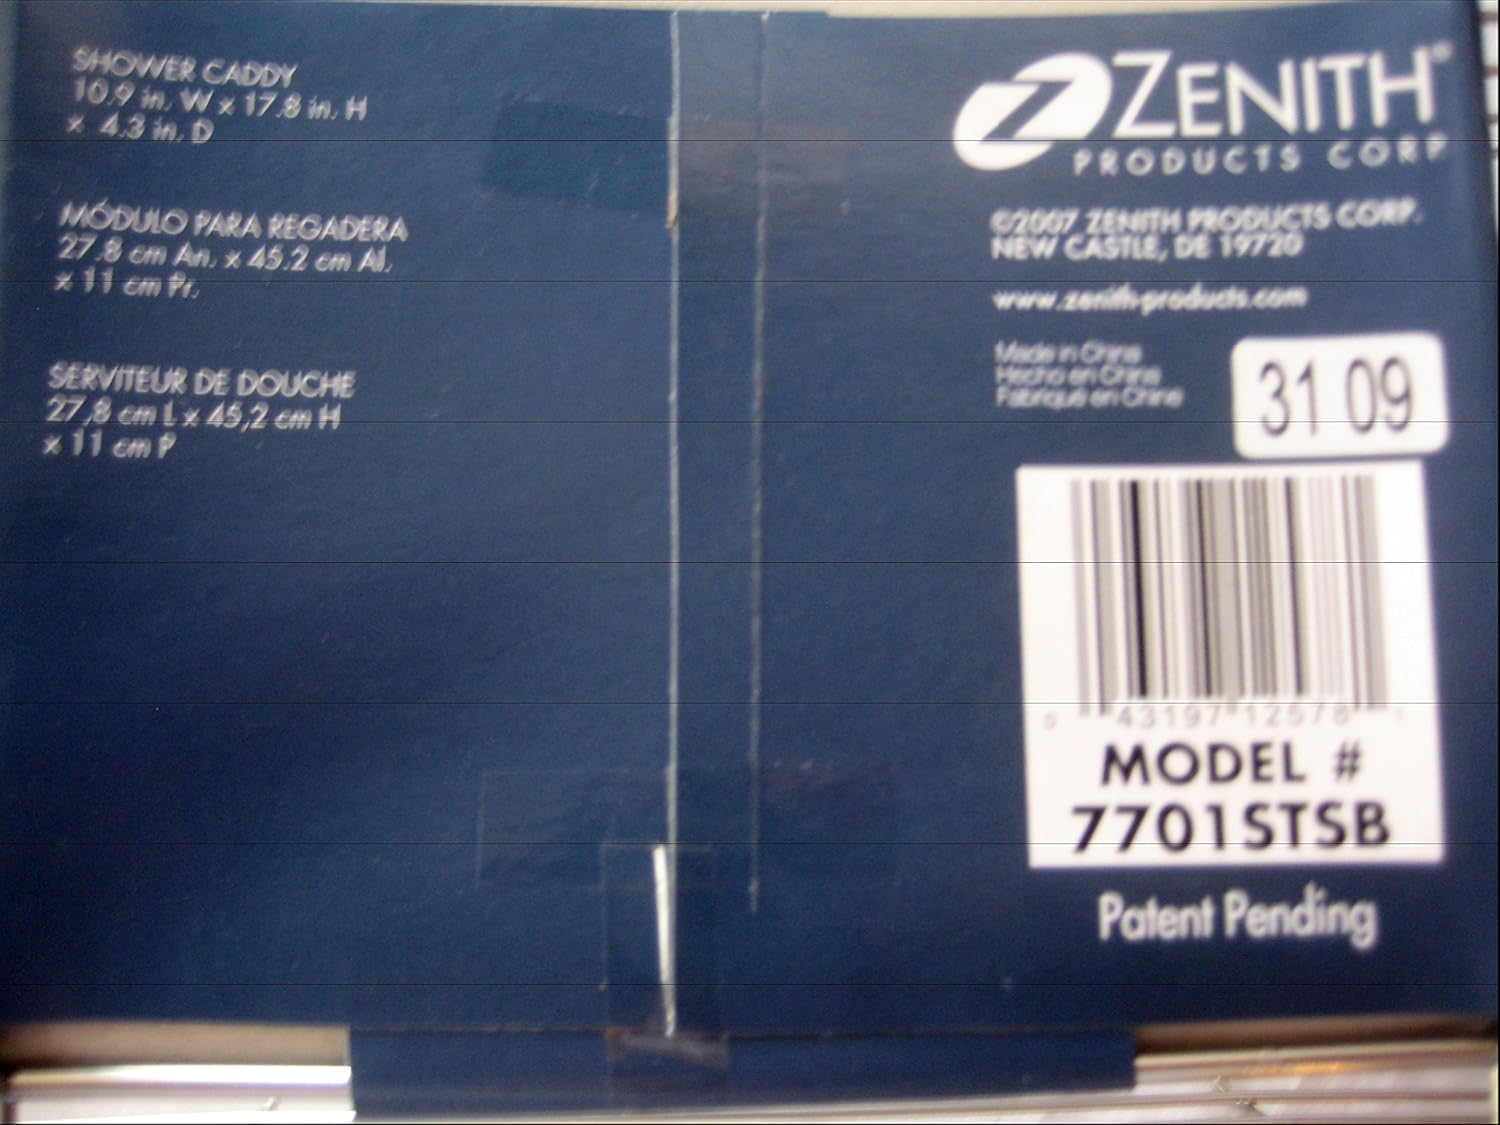 SHOWER CADDY
10.9 in. W x 17.8 in. H
x 4.3 in. D
MÓDULO PARA REGADERA
27.8 cm An. x 45.2 cm Al.
x 11 cm Pr.
SERVITEUR DE DOUCHE
27,8 cm L x 45,2 cm H
x 11 cm P
Z ZENITH®
PRODUCTS CORP
©2007 ZENITH PRODUCTS CORP.
NEW CASTLE, DE 19720
www.zenith-products.com
Made in China
Hecho en China
Fabriqué en Chine
31 09
0 43197 12578 1
MODEL #
7701STSB
Patent Pending